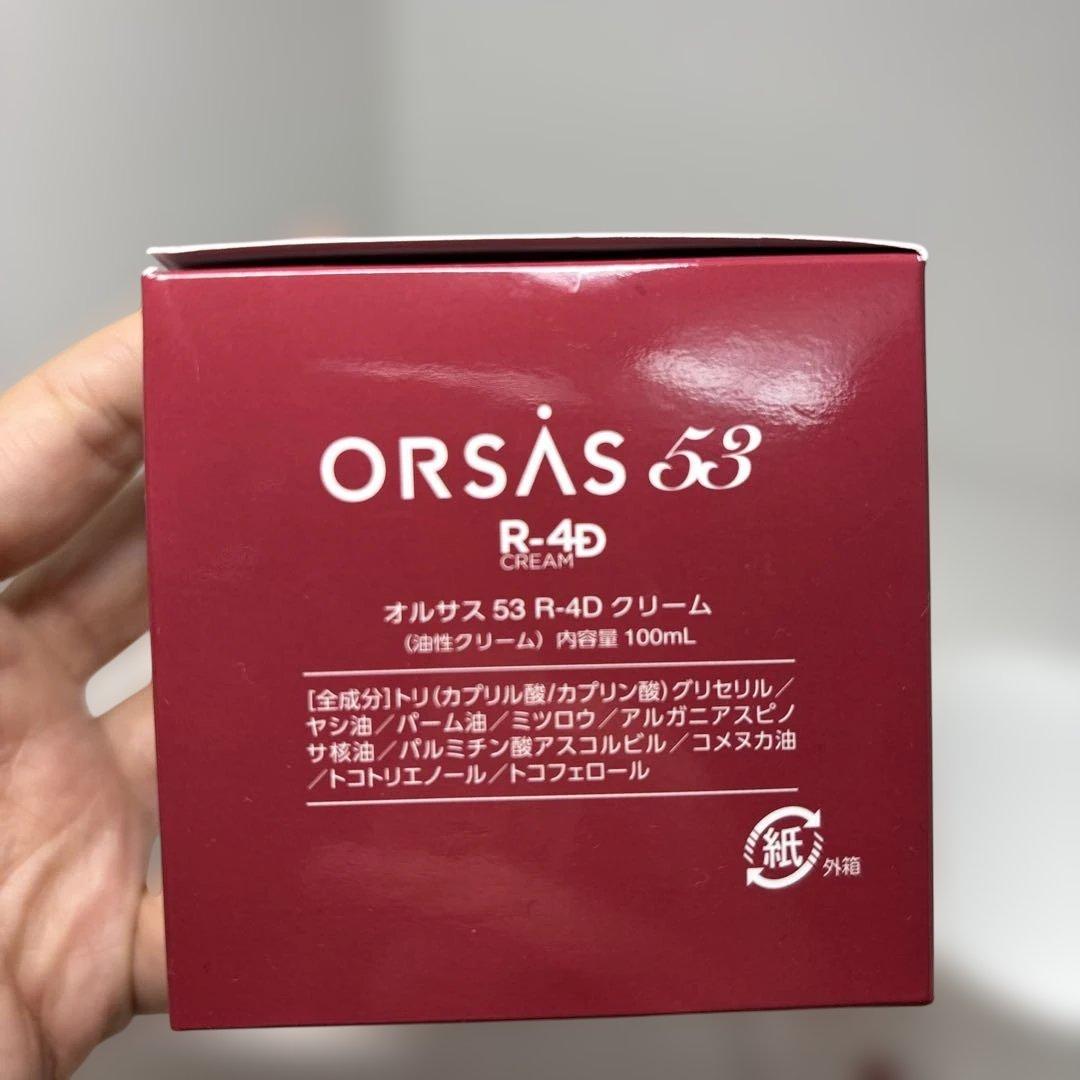 ORSÅS 53
R-4D
CREAM
オルサス 53 R-4D クリーム
(油性クリーム) 内容量 100mL
[全成分]トリ(カプリル酸/カプリン酸)グリセリル/
ヤシ油/パーム油/ミツロウ/アルガニアスピノ
サ核油/パルミチン酸アスコルビル/コメヌカ油
/トコトリエノール/トコフェロール
紙
外箱